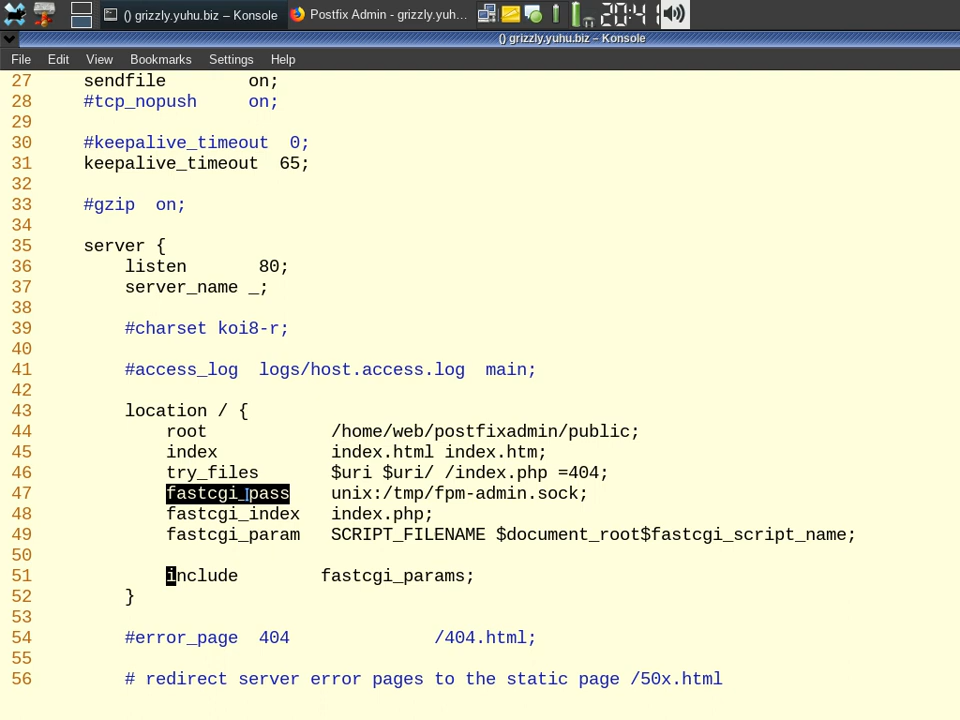 () grizzly.yuhu.biz – Konsole
Postfix Admin - grizzly.yuh...
20:41
() grizzly.yuhu.biz – Konsole
File Edit View Bookmarks Settings Help
27 sendfile on;
28 #tcp_nopush on;
29
30 #keepalive_timeout 0;
31 keepalive_timeout 65;
32
33 #gzip on;
34
35 server {
36 listen 80;
37 server_name _;
38
39 #charset koi8-r;
40
41 #access_log logs/host.access.log main;
42
43 location / {
44 root /home/web/postfixadmin/public;
45 index index.html index.htm;
46 try_files $uri $uri/ /index.php =404;
47 fastcgi_pass unix:/tmp/fpm-admin.sock;
48 fastcgi_index index.php;
49 fastcgi_param SCRIPT_FILENAME $document_root$fastcgi_script_name;
50
51 include fastcgi_params;
52 }
53
54 #error_page 404 /404.html;
55
56 # redirect server error pages to the static page /50x.html